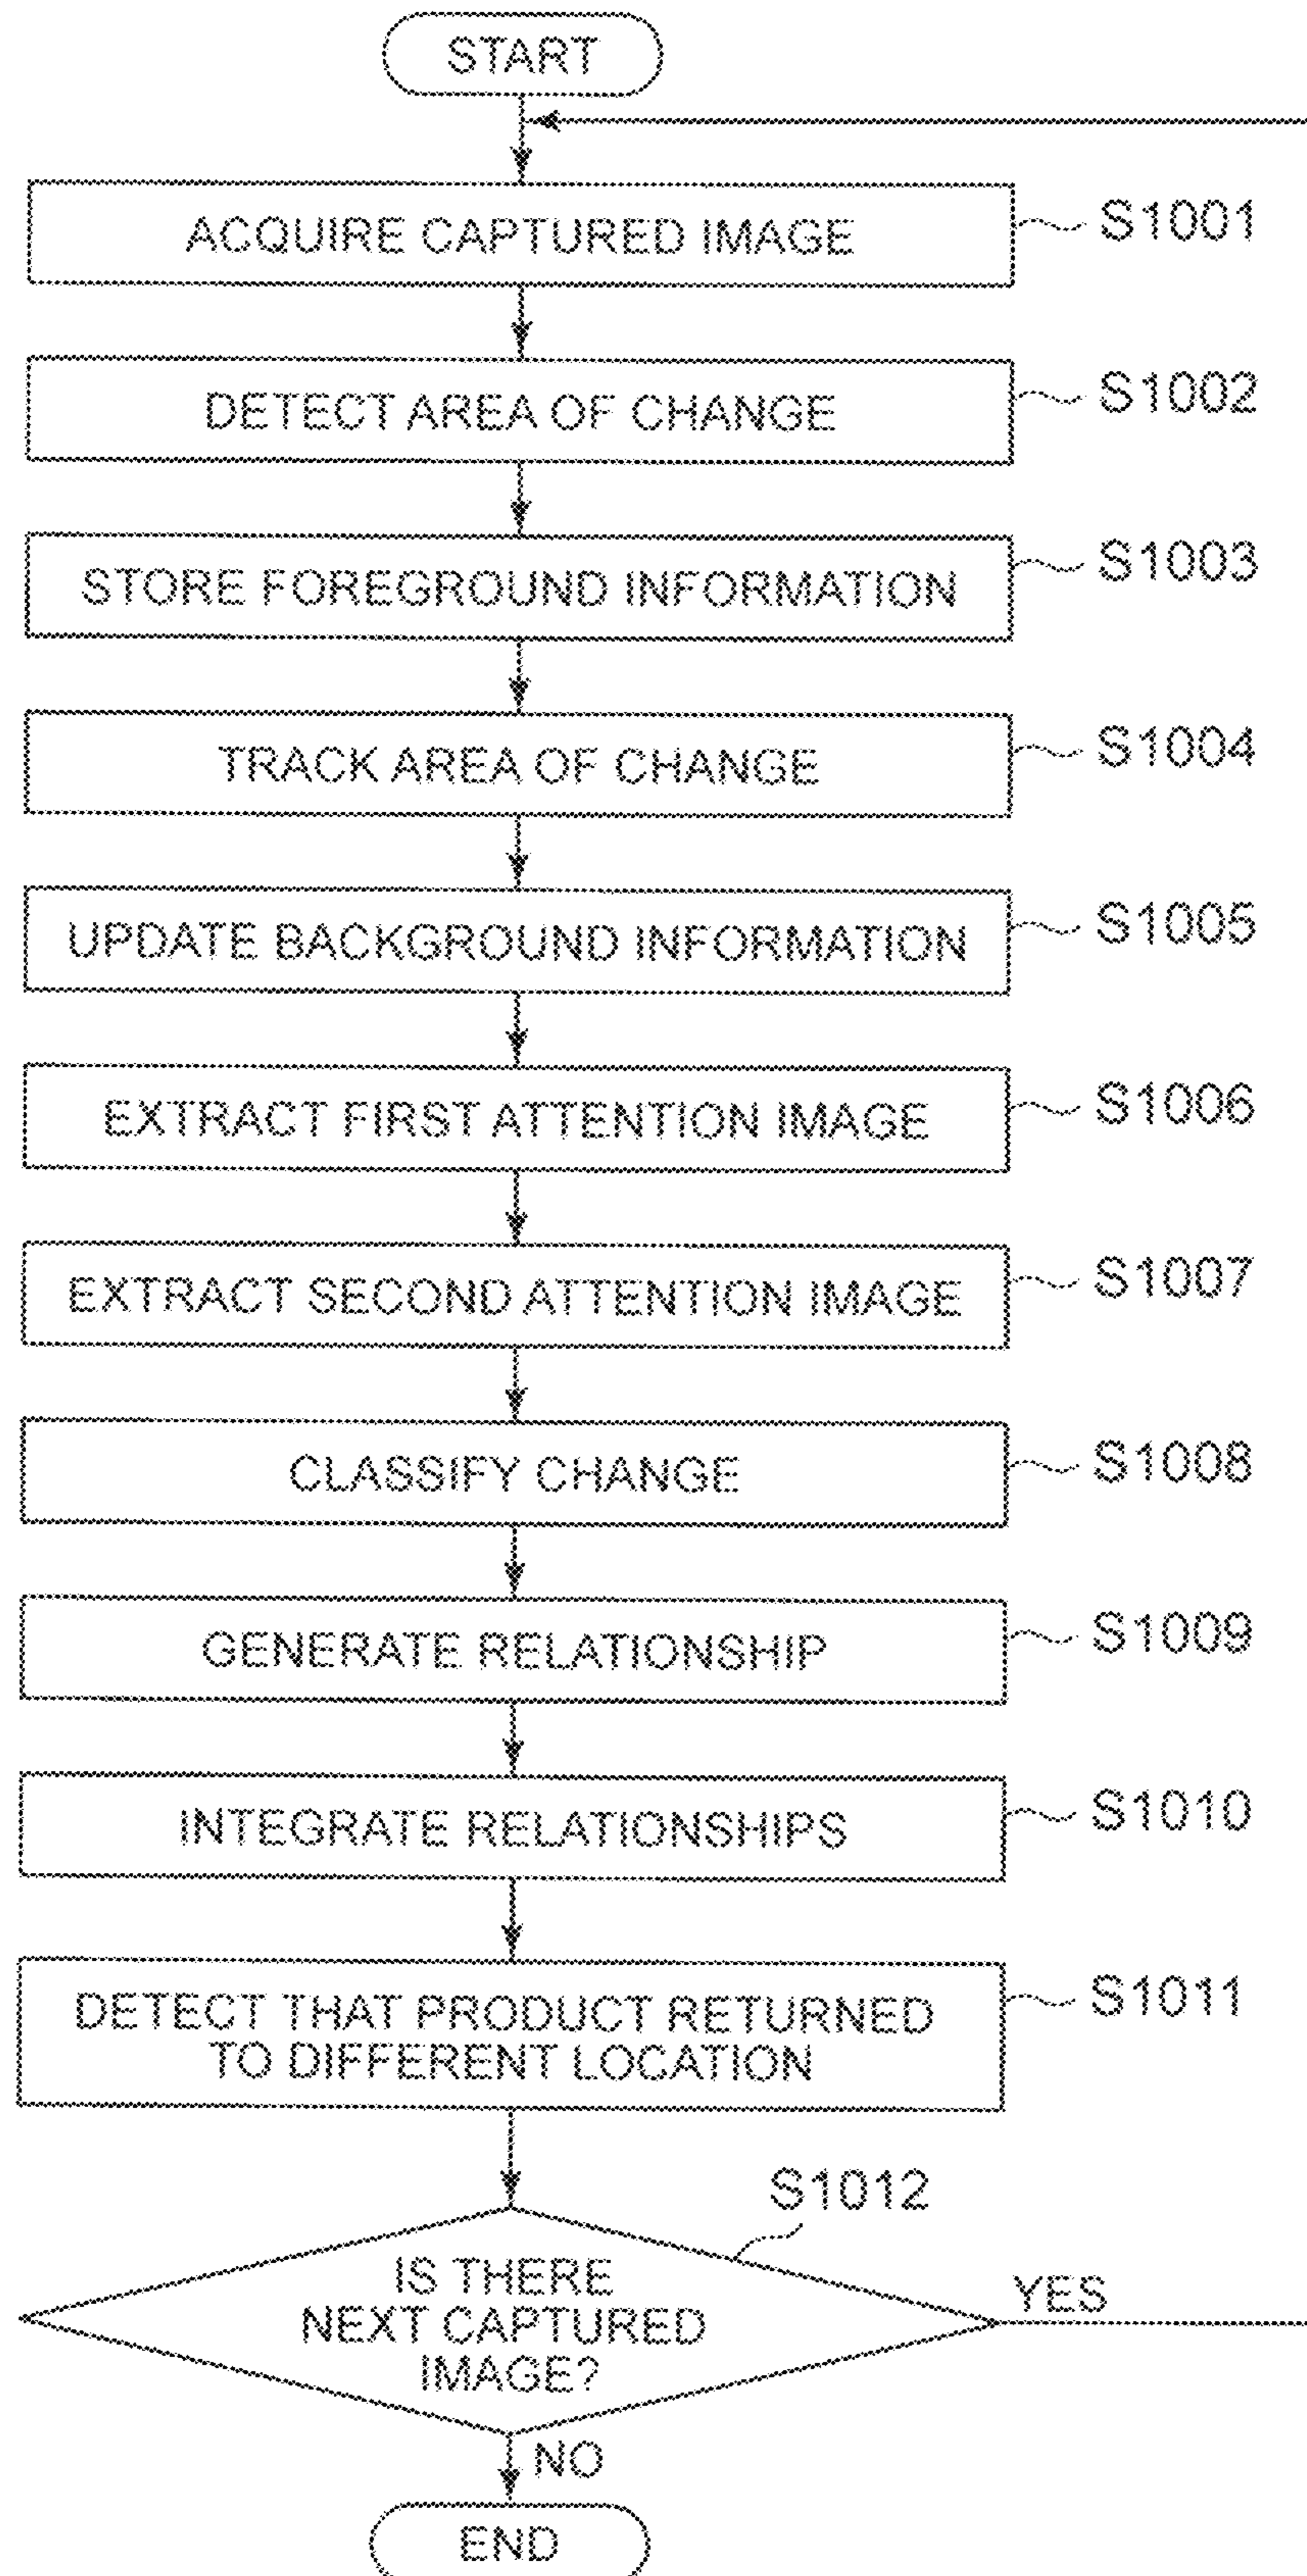 START
ACQUIRE CAPTURED IMAGE
S1001
DETECT AREA OF CHANGE
S1002
STORE FOREGROUND INFORMATION
S1003
TRACK AREA OF CHANGE
S1004
UPDATE BACKGROUND INFORMATION
S1005
EXTRACT FIRST ATTENTION IMAGE
S1006
EXTRACT SECOND ATTENTION IMAGE
S1007
CLASSIFY CHANGE
S1008
GENERATE RELATIONSHIP
S1009
INTEGRATE RELATIONSHIPS
S1010
DETECT THAT PRODUCT RETURNED
TO DIFFERENT LOCATION
S1011
S1012
IS THERE
NEXT CAPTURED
IMAGE?
YES
NO
END